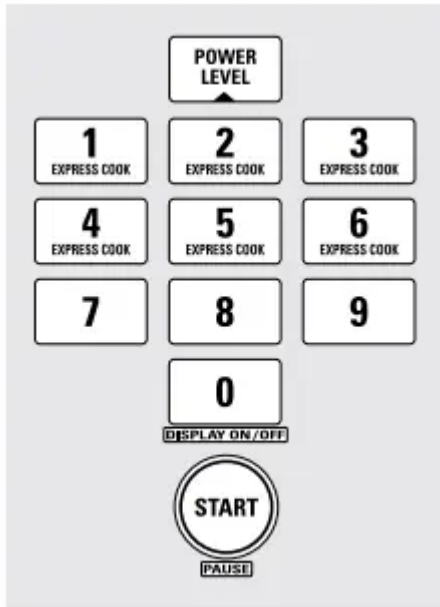 POWER
LEVEL
1
EXPRESS COOK
2
EXPRESS COOK
3
EXPRESS COOK
4
EXPRESS COOK
5
EXPRESS COOK
6
EXPRESS COOK
7
8
9
0
DISPLAY ON/OFF
START
PAUSE